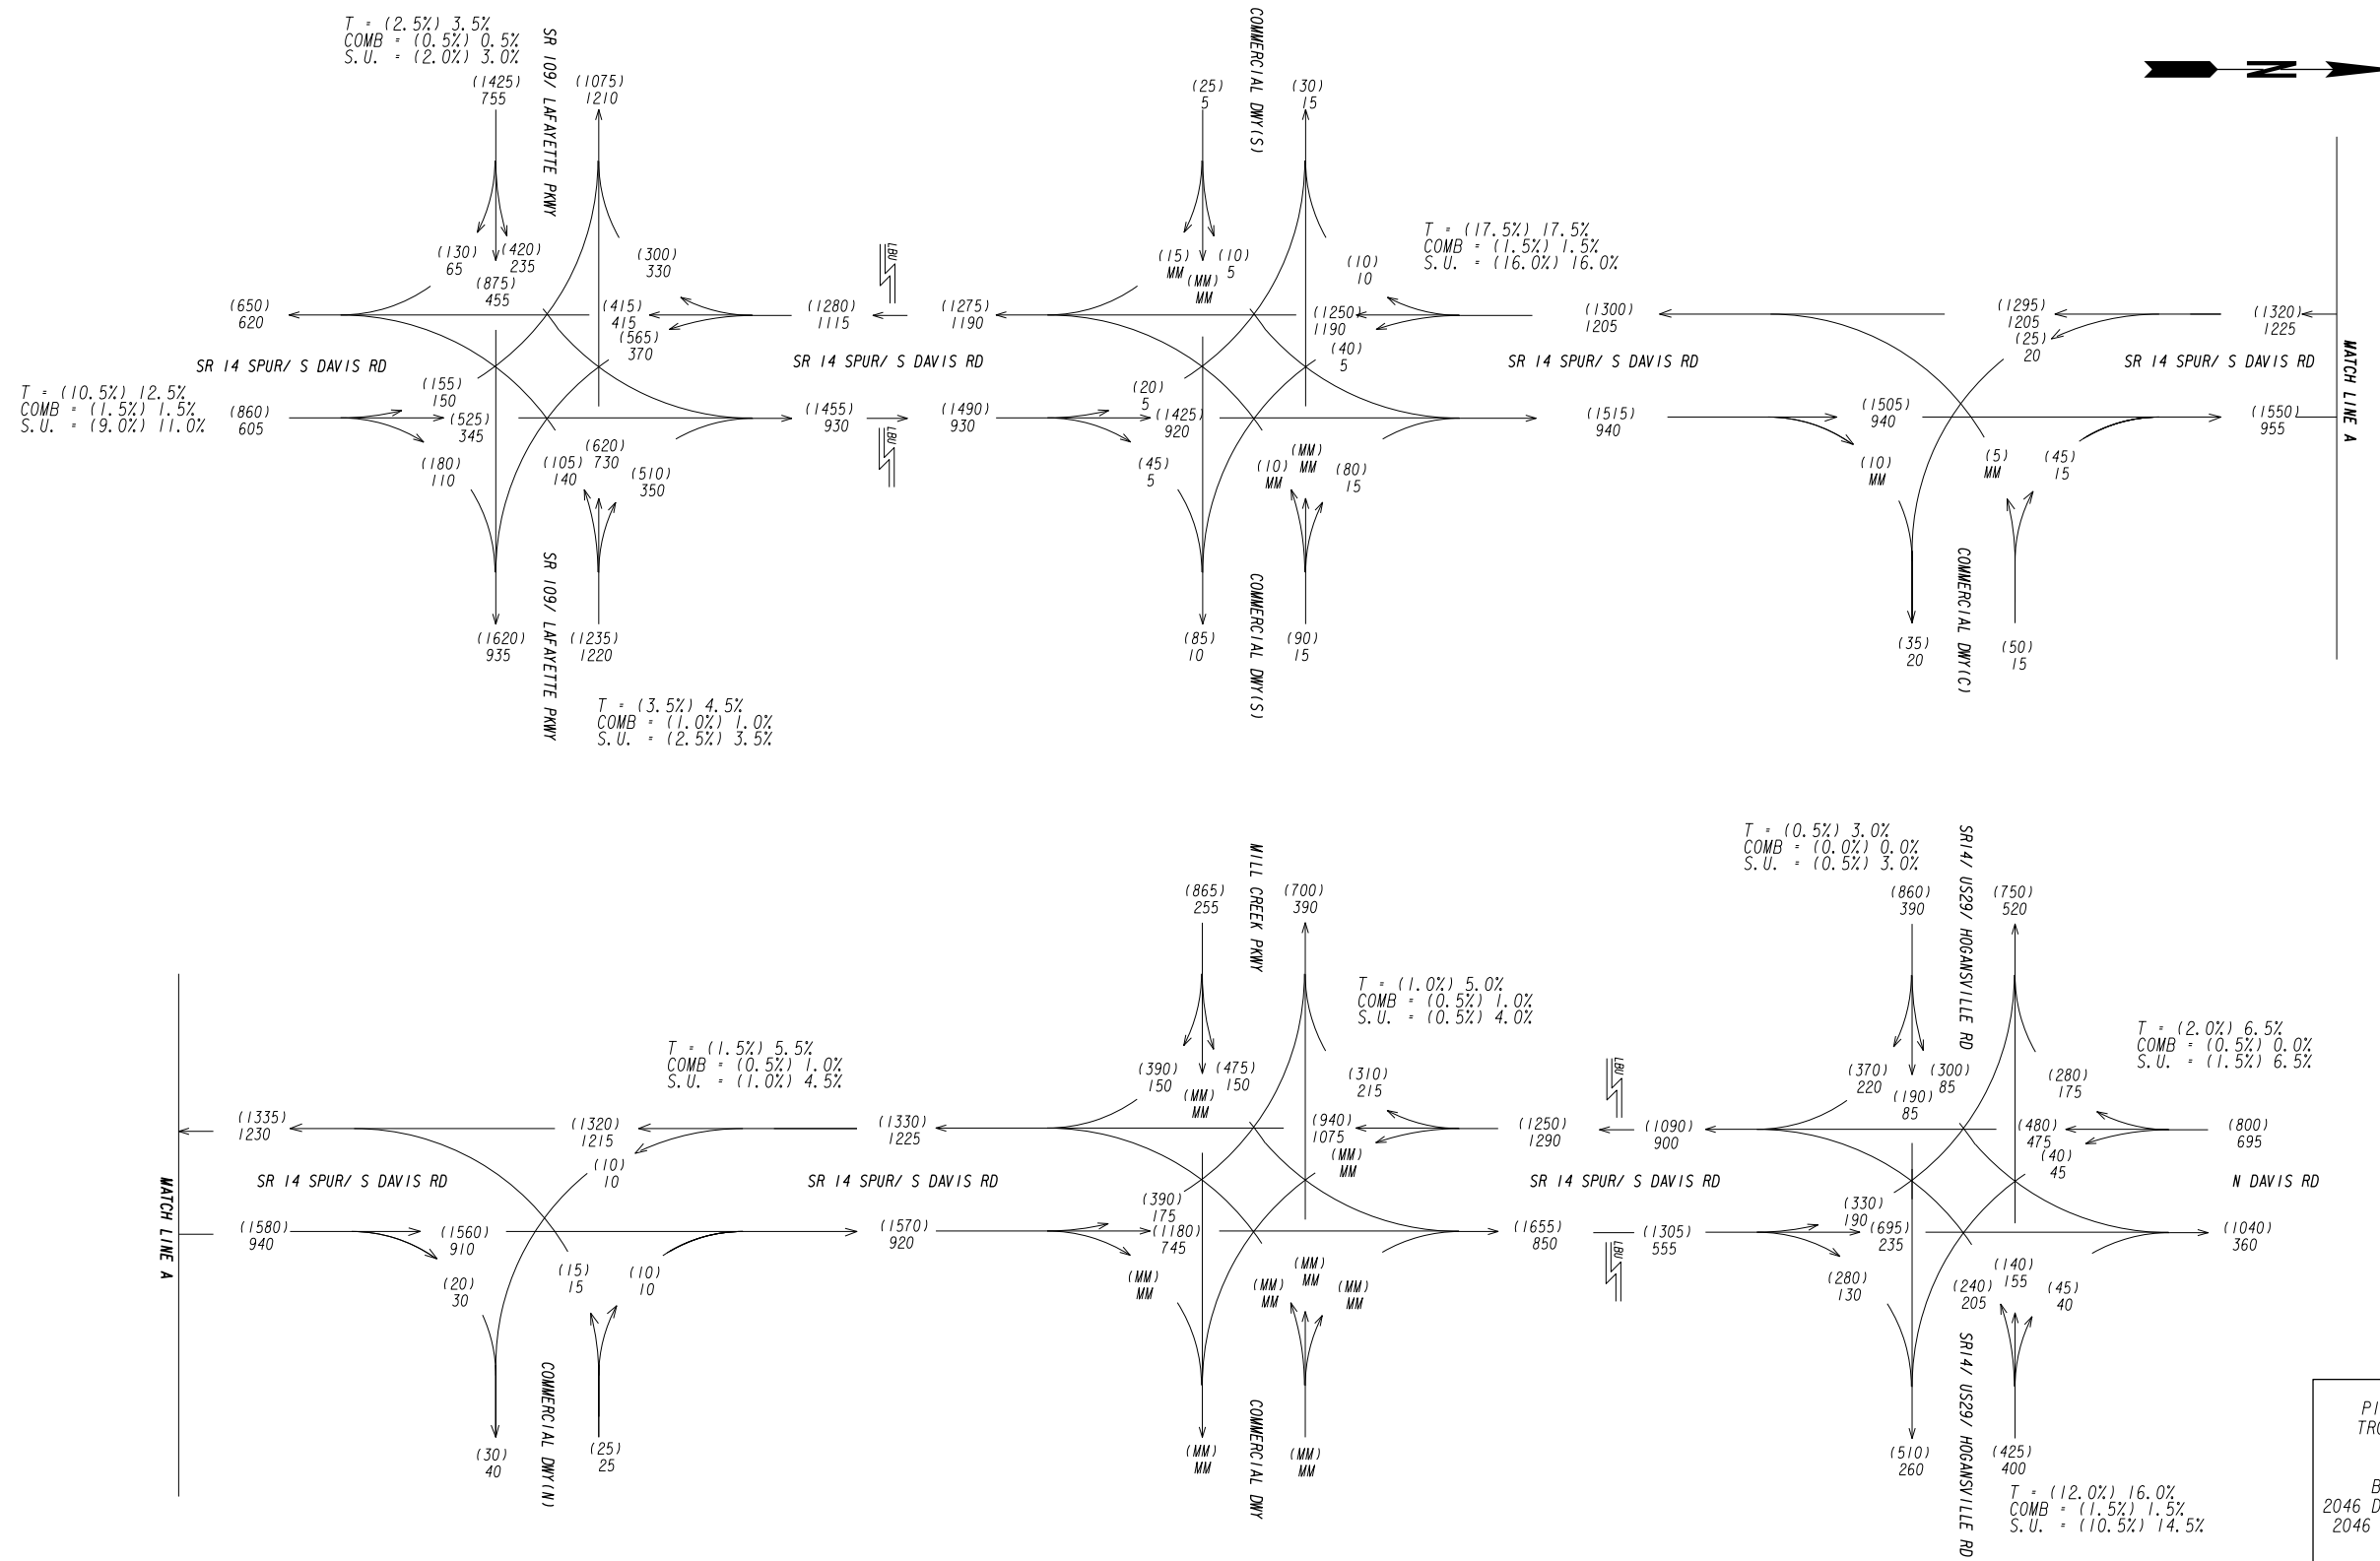 T = (2.5%) 3.5%
COMB = (0.5%) 0.5%
S.U. = (2.0%) 3.0%
SR 109/ LAFAYETTE PKWY
(1425)
755
(1075)
1210
(130)
65
(420)
235
(875)
455
(300)
330
(650)
620
(415)
415
(565)
370
(1280)
1115
SR 14 SPUR/ S DAVIS RD
T = (10.5%) 12.5%
COMB = (1.5%) 1.5%
S.U. = (9.0%) 11.0%
(860)
605
(155)
150
(525)
345
(180)
110
(105)
140
(620)
730
(510)
350
(1455)
930
SR 109/ LAFAYETTE PKWY
(1620)
935
(1235)
1220
T = (3.5%) 4.5%
COMB = (1.0%) 1.0%
S.U. = (2.5%) 3.5%
LBU
LBU
SR 14 SPUR/ S DAVIS RD
COMMERCIAL DWY(S)
(25)
5
(30)
15
(15)
MM
(MM)
MM
(10)
5
(10)
10
T = (17.5%) 17.5%
COMB = (1.5%) 1.5%
S.U. = (16.0%) 16.0%
(1275)
1190
(1250)
1190
(40)
5
(1300)
1205
(1490)
930
(20)
5
(1425)
920
(45)
5
(10)
MM
(MM)
MM
(80)
15
(1515)
940
COMMERCIAL DWY(S)
(85)
10
(90)
15
SR 14 SPUR/ S DAVIS RD
(1295)
1205
(25)
20
(1320)
1225
SR 14 SPUR/ S DAVIS RD
MATCH LINE A
(1505)
940
(10)
MM
(5)
MM
(45)
15
(1550)
955
COMMERCIAL DWY(C)
(35)
20
(50)
15
MATCH LINE A
(1335)
1230
(1320)
1215
(10)
10
T = (1.5%) 5.5%
COMB = (0.5%) 1.0%
S.U. = (1.0%) 4.5%
(1330)
1225
SR 14 SPUR/ S DAVIS RD
SR 14 SPUR/ S DAVIS RD
(1580)
940
(1560)
910
(20)
30
(15)
15
(10)
10
(1570)
920
COMMERCIAL DWY(N)
(30)
40
(25)
25
MILL CREEK PKWY
(865)
255
(700)
390
T = (1.0%) 5.0%
COMB = (0.5%) 1.0%
S.U. = (0.5%) 4.0%
(390)
150
(475)
150
(MM)
MM
(310)
215
(940)
1075
(MM)
MM
(1250)
1290
(390)
175
(1180)
745
(MM)
MM
(MM)
MM
(MM)
MM
(MM)
MM
(1655)
850
COMMERCIAL DWY
(MM)
MM
(MM)
MM
LBU
LBU
SR 14 SPUR/ S DAVIS RD
T = (0.5%) 3.0%
COMB = (0.0%) 0.0%
S.U. = (0.5%) 3.0%
SR14/ US29/ HOGANSVILLE RD
(860)
390
(750)
520
(370)
220
(300)
85
(190)
85
(280)
175
T = (2.0%) 6.5%
COMB = (0.5%) 0.0%
S.U. = (1.5%) 6.5%
(1090)
900
(480)
475
(40)
45
(800)
695
N DAVIS RD
(1305)
555
(330)
190
(695)
235
(280)
130
(240)
205
(140)
155
(45)
40
(1040)
360
SR14/ US29/ HOGANSVILLE RD
(510)
260
(425)
400
T = (12.0%) 16.0%
COMB = (1.5%) 1.5%
S.U. = (10.5%) 14.5%
PI
TRO
B
2046 D
2046